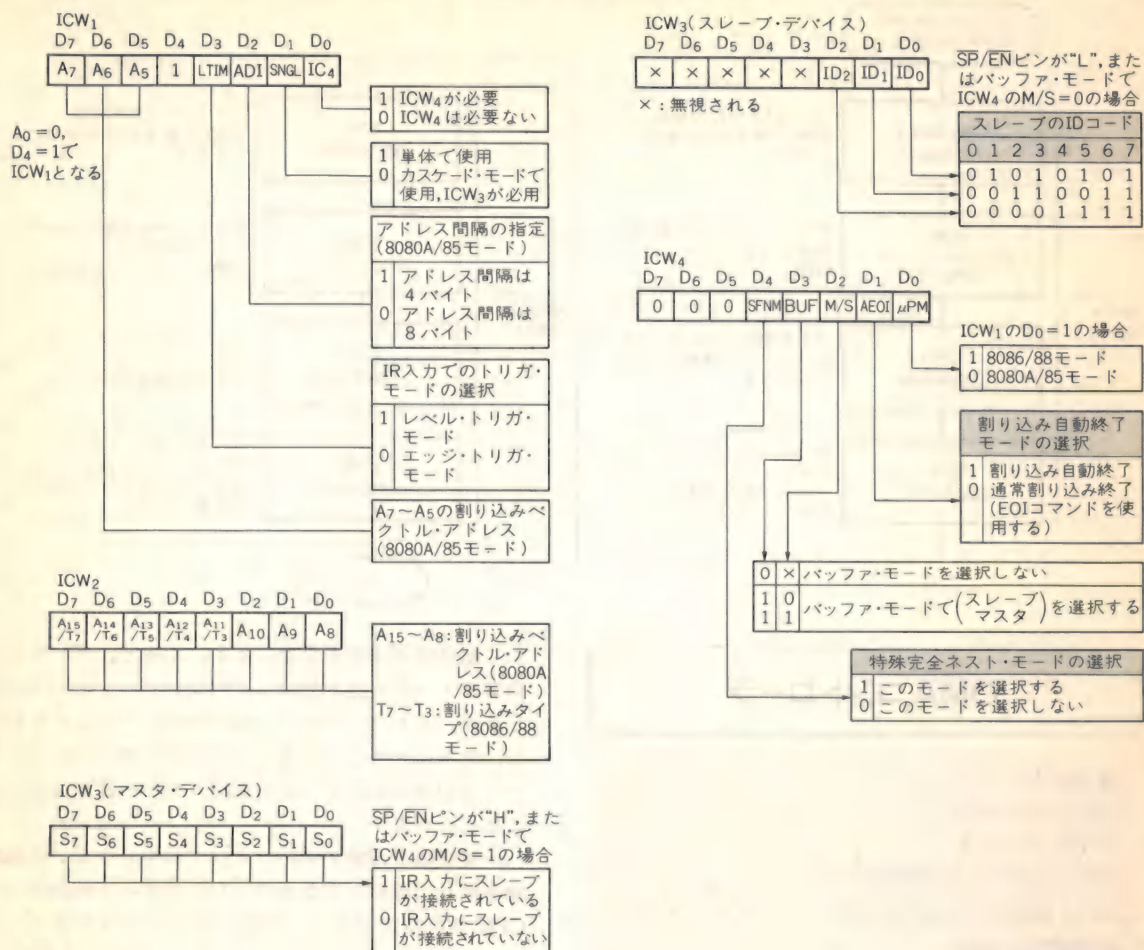 ICW₁
D₇ D₆ D₅ D₄ D₃ D₂ D₁ D₀
A₇ A₆ A₅ 1 LTIM ADI SNGL IC₄
A₀=0,
D₄=1で
ICW₁となる
1 ICW₄が必要
0 ICW₄は必要ない
1 単体で使用
0 カスケード・モードで
使用,ICW₃が必用
アドレス間隔の指定
(8080A/85モード)
1 アドレス間隔は
4バイト
0 アドレス間隔は
8バイト
IR入力でのトリガ・
モードの選択
1 レベル・トリガ・
モード
0 エッジ・トリガ・
モード
A₇～A₅の割り込みベ
クトル・アドレス
(8080A/85モード)
ICW₂
D₇ D₆ D₅ D₄ D₃ D₂ D₁ D₀
A₁₅/T₇ A₁₄/T₆ A₁₃/T₅ A₁₂/T₄ A₁₁/T₃ A₁₀ A₉ A₈
A₁₅～A₈:割り込みベ
クトル・アド
レス(8080A
/85モード)
T₇～T₃:割り込みタイ
プ(8086/88
モード)
ICW₃(マスタ・デバイス)
D₇ D₆ D₅ D₄ D₃ D₂ D₁ D₀
S₇ S₆ S₅ S₄ S₃ S₂ S₁ S₀
S̅P̅/E̅N̅ピンが"H",また
はバッファ・モードで
ICW₄のM/S=1の場合
1 IR入力にスレーブ
が接続されている
0 IR入力にスレーブ
が接続されていない
ICW₃(スレーブ・デバイス)
D₇ D₆ D₅ D₄ D₃ D₂ D₁ D₀
× × × × × ID₂ ID₁ ID₀
×:無視される
S̅P̅/E̅N̅ピンが"L",また
はバッファ・モードで
ICW₄のM/S=0の場合
スレーブのIDコード
0 1 2 3 4 5 6 7
0 1 0 1 0 1 0 1
0 0 1 1 0 0 1 1
0 0 0 0 1 1 1 1
ICW₄
D₇ D₆ D₅ D₄ D₃ D₂ D₁ D₀
0 0 0 SFNM BUF M/S AEOI μPM
ICW₁のD₀=1の場合
1 8086/88モード
0 8080A/85モード
割り込み自動終了
モードの選択
1 割り込み自動終了
0 通常割り込み終了
(EOIコマンドを使
用する)
0 × バッファ・モードを選択しない
1 0 バッファ・モードで(スレーブ
1 1 マスタ)を選択する
特殊完全ネスト・モードの選択
1 このモードを選択する
0 このモードを選択しない